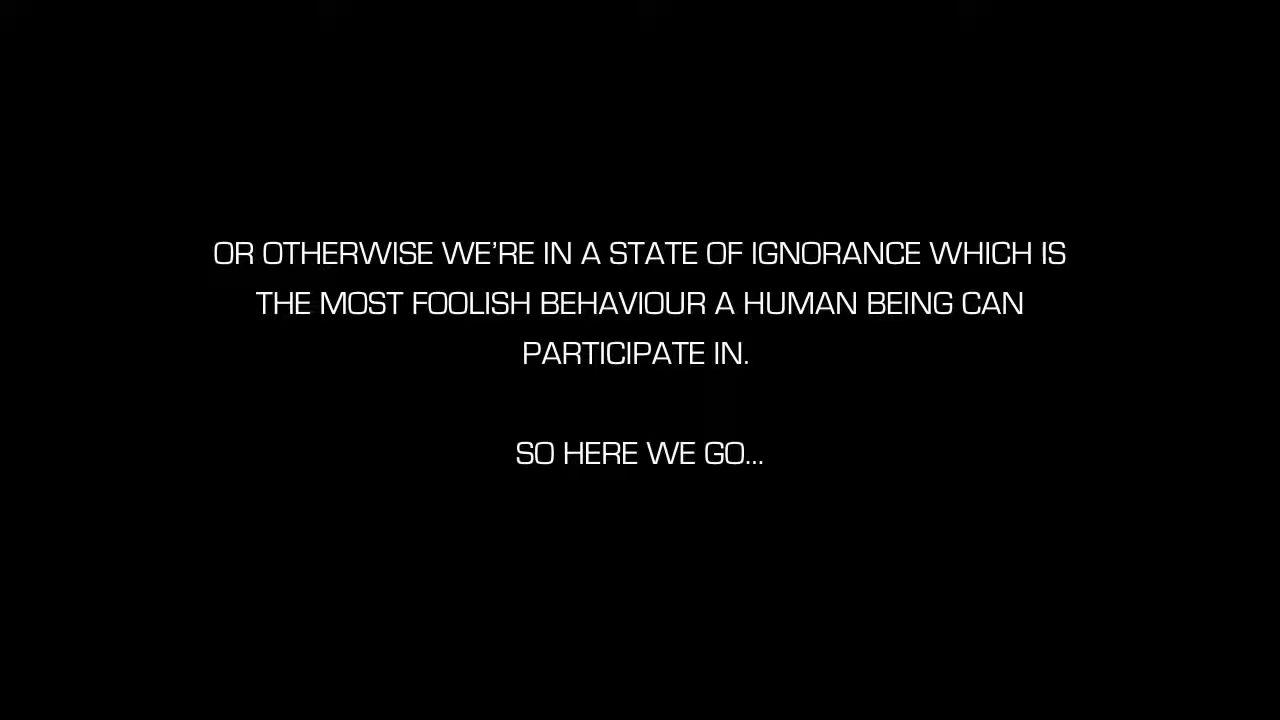 OR OTHERWISE WE’RE IN A STATE OF IGNORANCE WHICH IS
THE MOST FOOLISH BEHAVIOUR A HUMAN BEING CAN
PARTICIPATE IN.
SO HERE WE GO...